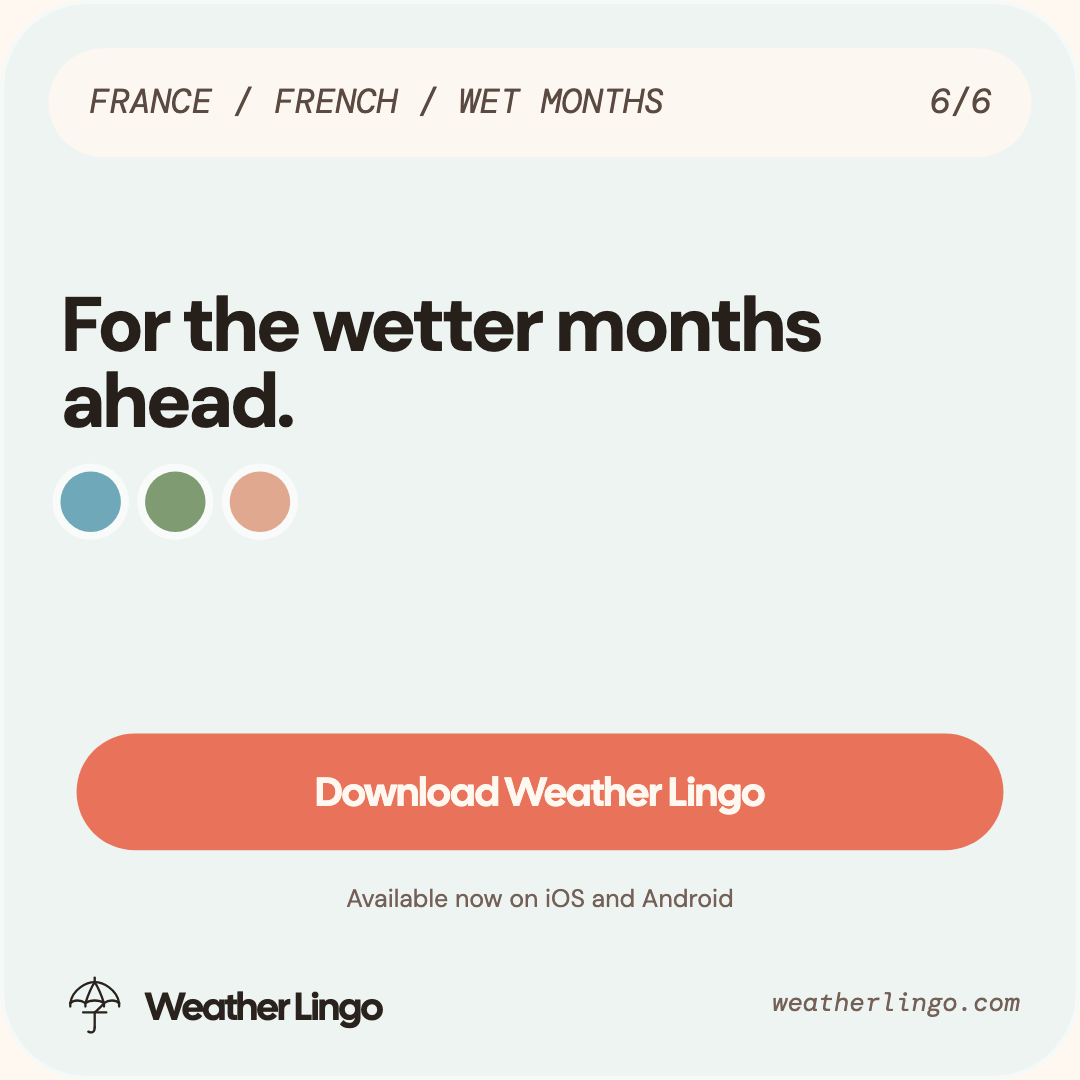 FRANCE / FRENCH / WET MONTHS 6/6
For the wetter months
ahead.
Download Weather Lingo
Available now on iOS and Android
Weather Lingo weatherlingo.com